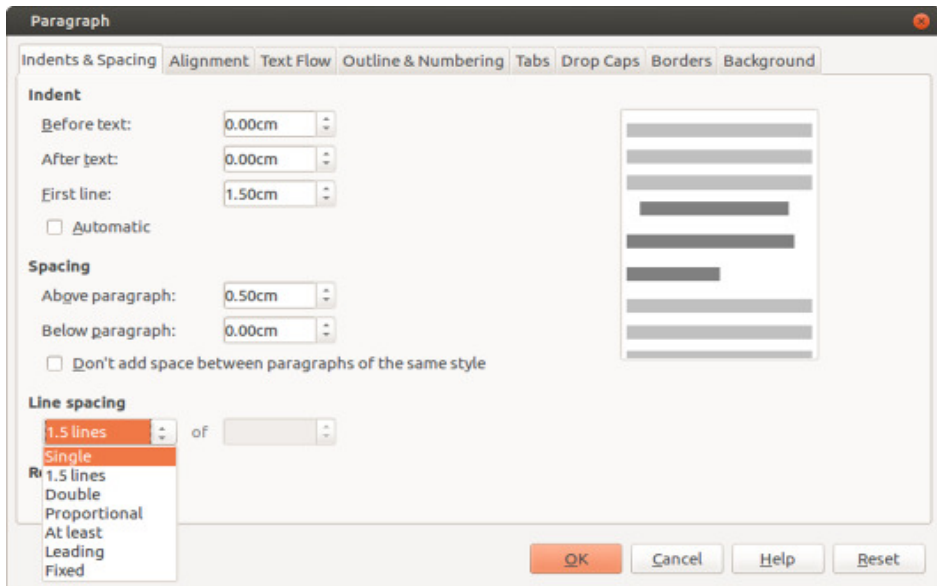 Paragraph
Indents & Spacing Alignment Text Flow Outline & Numbering Tabs Drop Caps Borders Background
Indent
Before text: 0.00cm
After text: 0.00cm
First line: 1.50cm
Automatic
Spacing
Above paragraph: 0.50cm
Below paragraph: 0.00cm
Don't add space between paragraphs of the same style
Line spacing
1.5 lines of
Single
1.5 lines
Double
Proportional
At least
Leading
Fixed
OK Cancel Help Reset